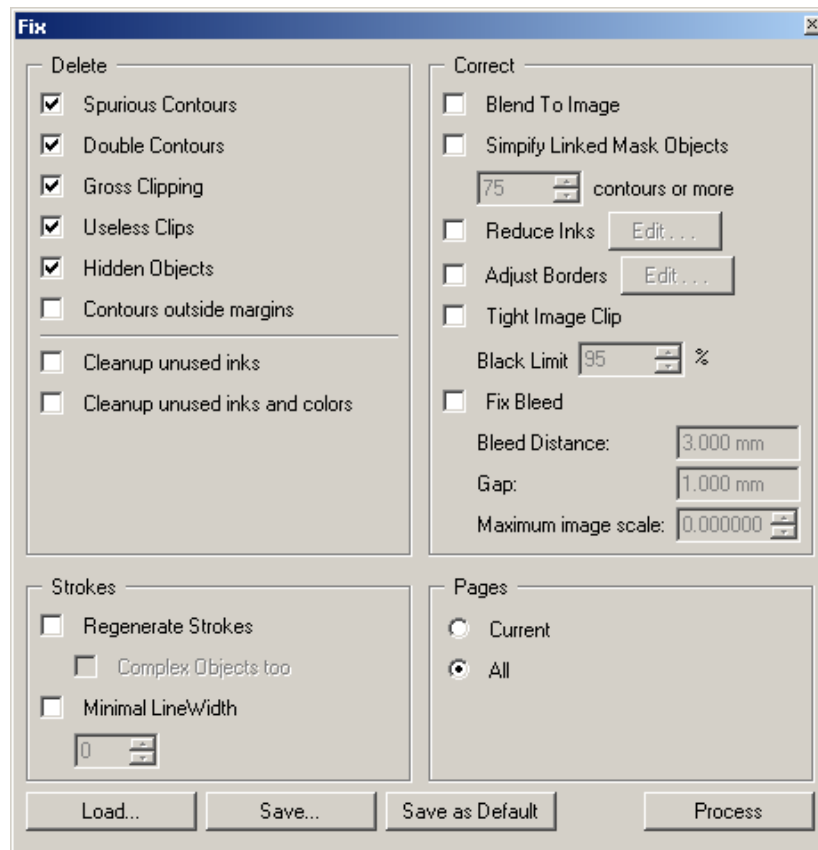 Fix
Delete
Spurious Contours
Double Contours
Gross Clipping
Useless Clips
Hidden Objects
Contours outside margins
Cleanup unused inks
Cleanup unused inks and colors
Correct
Blend To Image
Simpify Linked Mask Objects
75 contours or more
Reduce Inks Edit . . .
Adjust Borders Edit . . .
Tight Image Clip
Black Limit 95 %
Fix Bleed
Bleed Distance: 3.000 mm
Gap: 1.000 mm
Maximum image scale: 0.000000
Strokes
Regenerate Strokes
Complex Objects too
Minimal LineWidth
0
Pages
Current
All
Load... Save... Save as Default Process